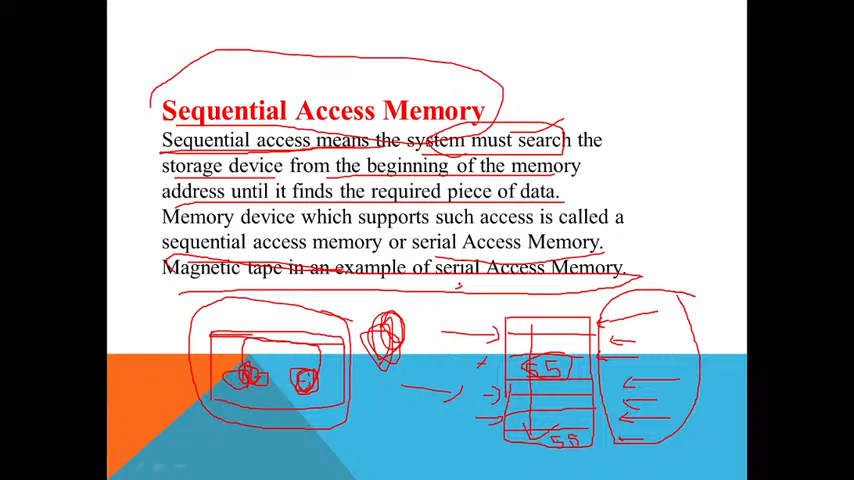 Sequential Access Memory
Sequential access means the system must search the
storage device from the beginning of the memory
address until it finds the required piece of data.
Memory device which supports such access is called a
sequential access memory or serial Access Memory.
Magnetic tape in an example of serial Access Memory.
55
55